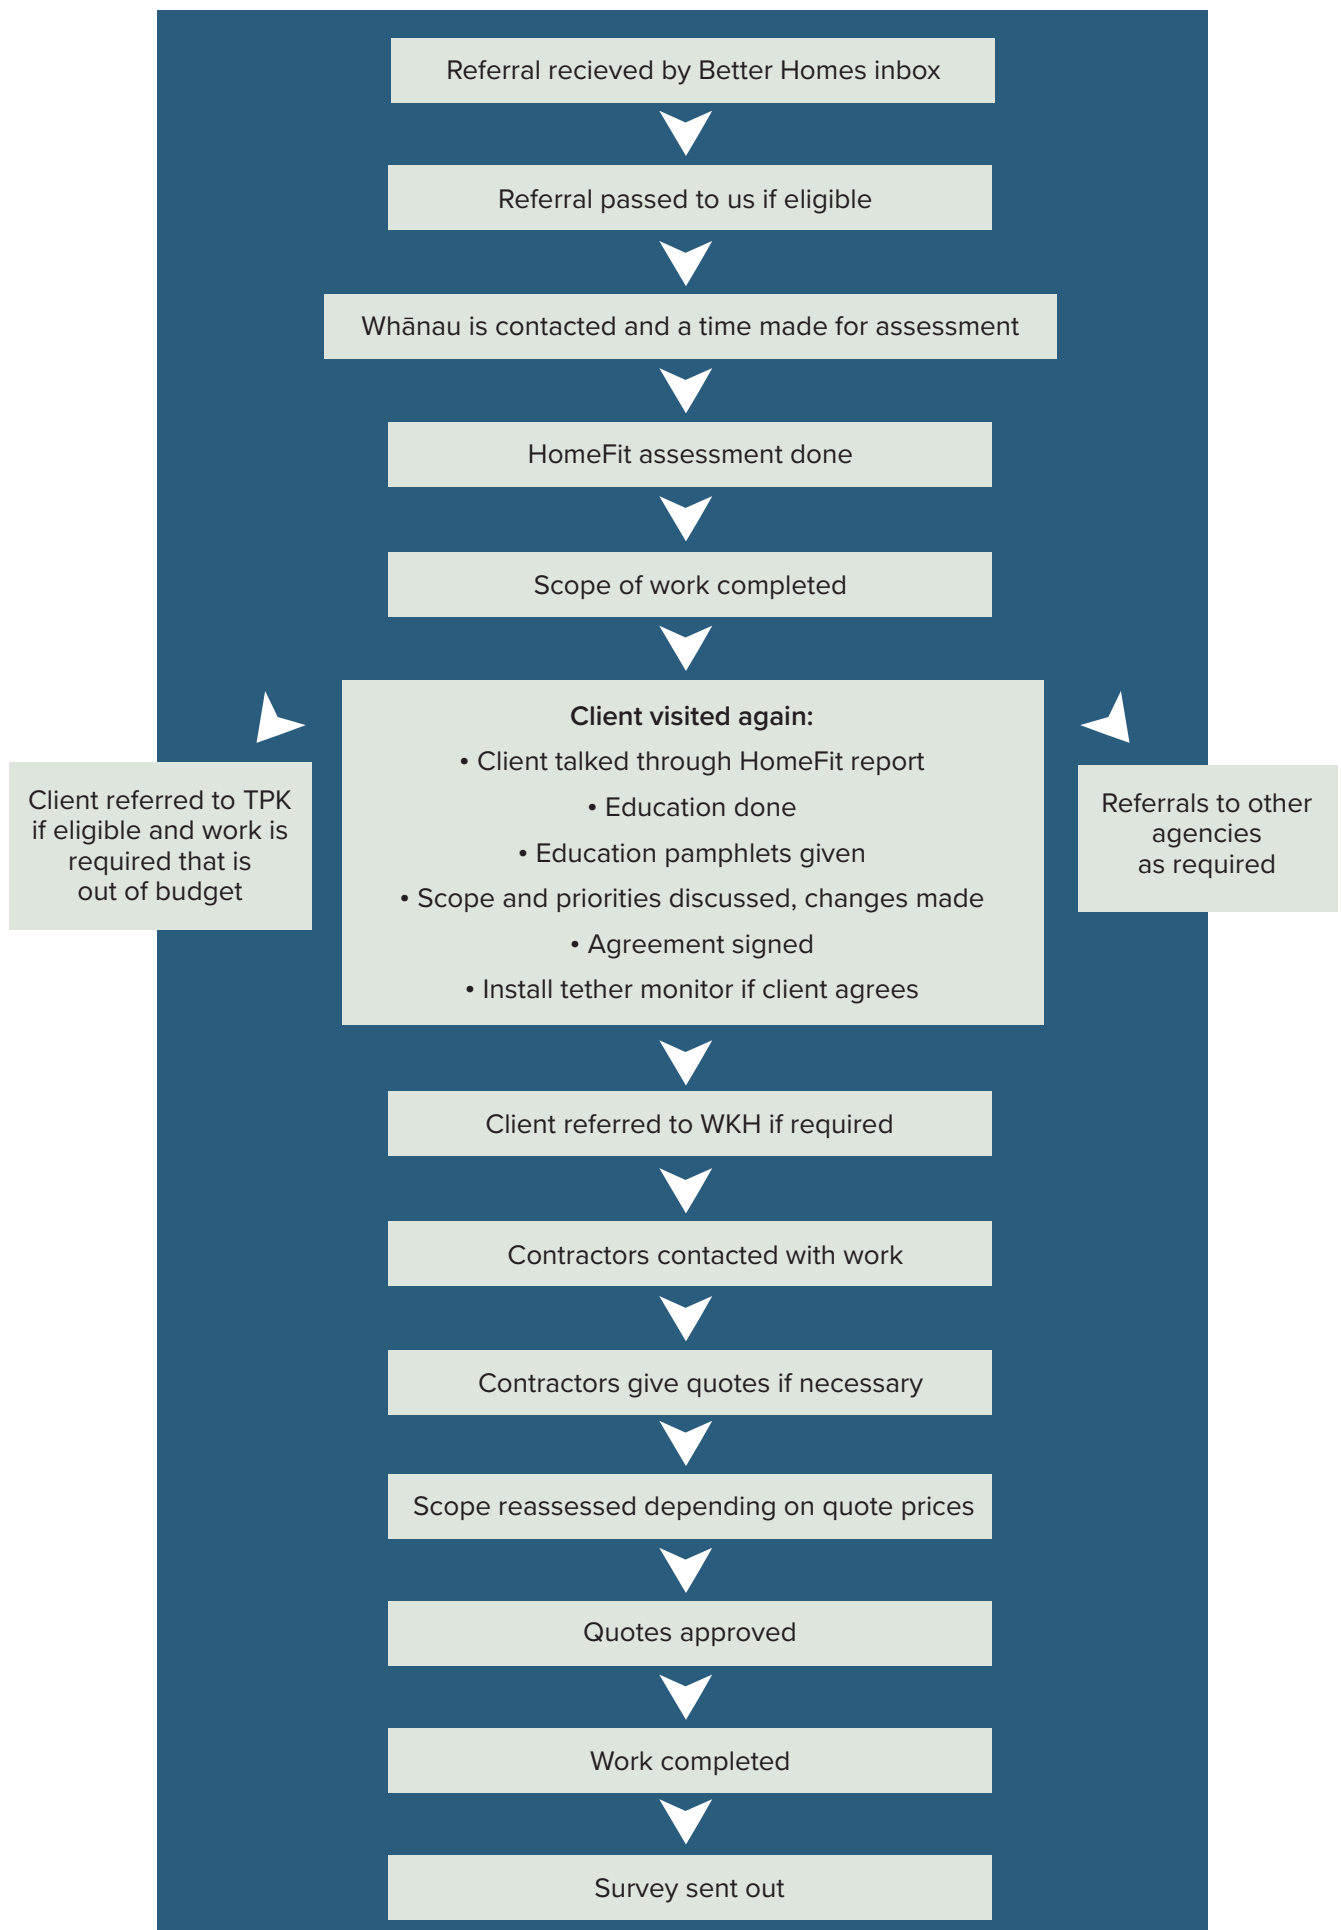 Referral recieved by Better Homes inbox
Referral passed to us if eligible
Whānau is contacted and a time made for assessment
HomeFit assessment done
Scope of work completed
Client visited again:
• Client talked through HomeFit report
• Education done
• Education pamphlets given
• Scope and priorities discussed, changes made
• Agreement signed
• Install tether monitor if client agrees
Client referred to TPK
if eligible and work is
required that is
out of budget
Referrals to other
agencies
as required
Client referred to WKH if required
Contractors contacted with work
Contractors give quotes if necessary
Scope reassessed depending on quote prices
Quotes approved
Work completed
Survey sent out